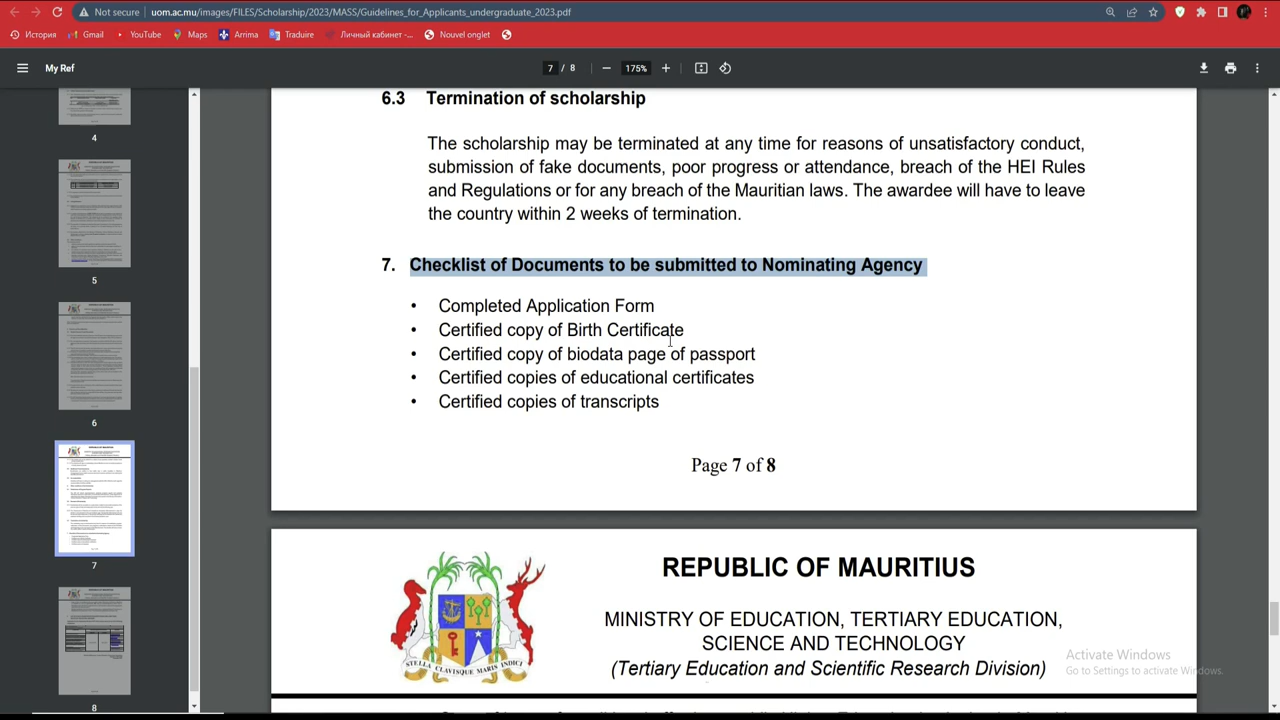 Not secure | uom.ac.mu/images/FILES/Scholarship/2023/MASS/Guidelines_for_Applicants_undergraduate_2023.pdf
История Gmail YouTube Maps Arrima Traduire Личный кабинет -... Nouvel onglet
My Ref 7 / 8 175%
4
5
6
7
8
6.3 Termination of scholarship
The scholarship may be terminated at any time for reasons of unsatisfactory conduct,
submission of fake documents, poor progress or attendance, breach of the HEI Rules
and Regulations or for any breach of the Mauritian laws. The awardee will have to leave
the country within 2 weeks of termination.
7. Checklist of Documents to be submitted to Nominating Agency
• Completed Application Form
• Certified copy of Birth Certificate
• Certified copy of biodata page of passport
• Certified copies of educational certificates
• Certified copies of transcripts
Page 7 of 8
REPUBLIC OF MAURITIUS
MINISTRY OF EDUCATION, TERTIARY EDUCATION,
SCIENCE AND TECHNOLOGY
(Tertiary Education and Scientific Research Division)
STELLA CLAVISQUE MARIS INDICI
Activate Windows
Go to Settings to activate Windows.